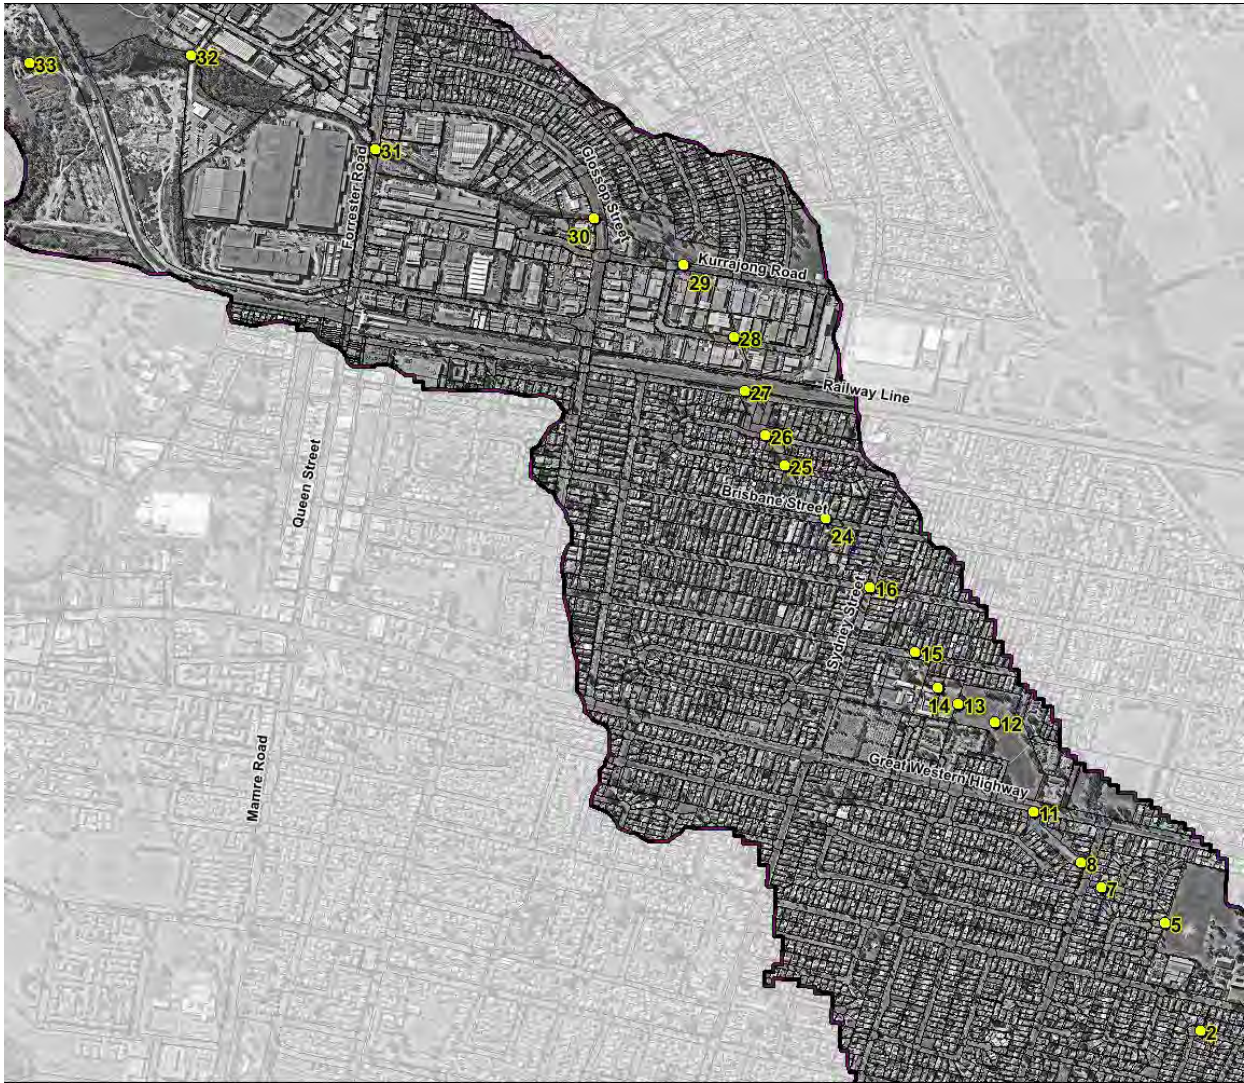 33
32
31
Forrester Road
Glossop Street
30
Kurrajong Road
29
28
Railway Line
27
26
25
Queen Street
Brisbane Street
24
16
Sydney Street
15
14
13
12
Great Western Highway
Mamre Road
11
8
7
5
2